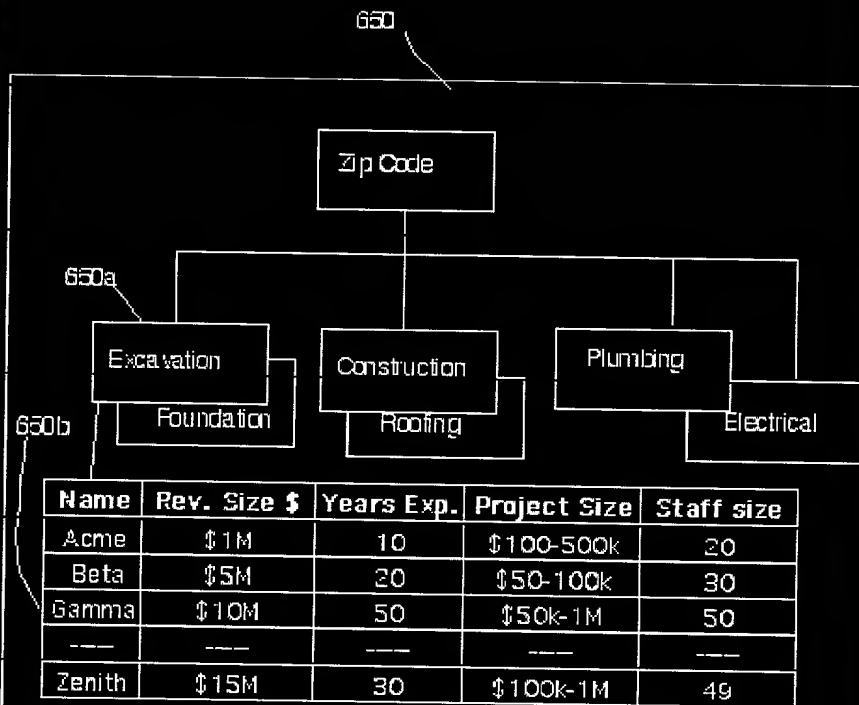 650
Zip Code
650a
Excavation
Construction
Plumbing
Foundation
Roofing
Electrical
650b
Name Rev. Size $ Years Exp. Project Size Staff size
Acme $1M 10 $100-500k 20
Beta $5M 20 $50-100k 30
Gamma $10M 50 $50k-1M 50
---- ---- ---- ---- ----
Zenith $15M 30 $100k-1M 49